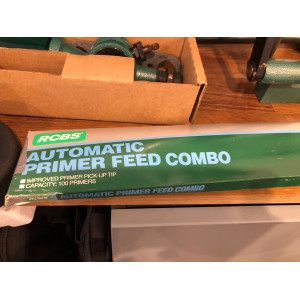 RCBS
AUTOMATIC
PRIMER FEED COMBO
■ IMPROVED PRIMER PICK-UP TIP
■ CAPACITY: 100 PRIMERS
AUTOMATIC PRIMER FEED COMBO